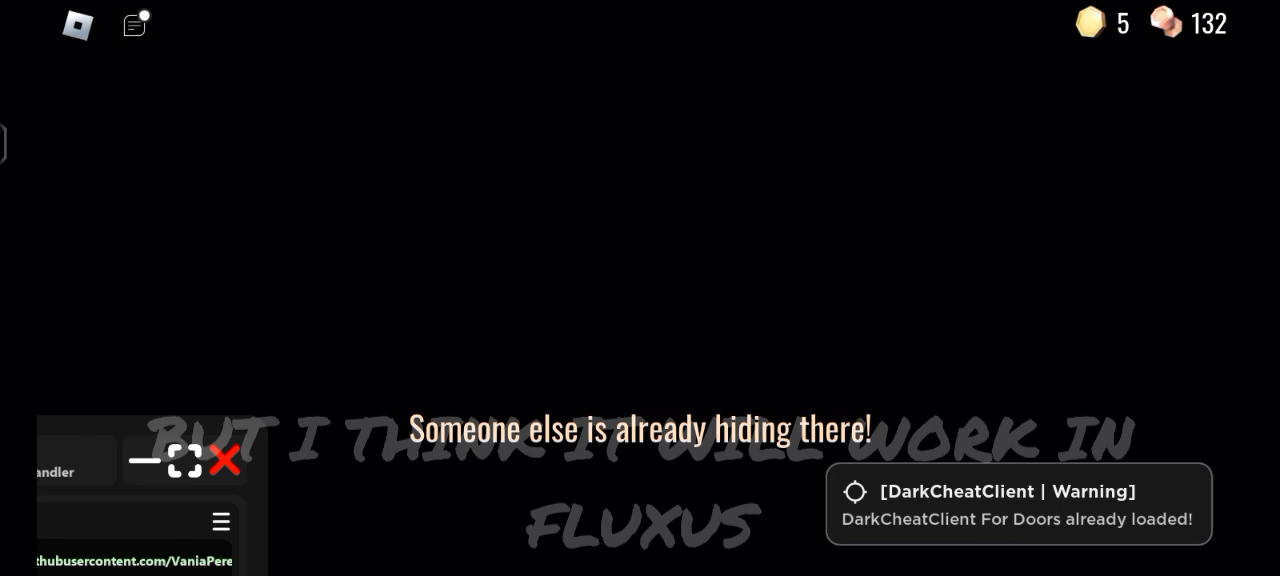 5 132
BUT I THINK IT WILL WORK IN
Someone else is already hiding there!
FLUXUS
andler
[DarkCheatClient | Warning]
DarkCheatClient For Doors already loaded!
thubusercontent.com/VaniaPere